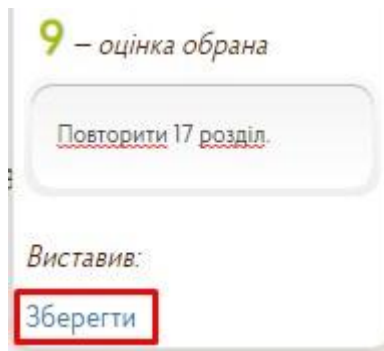 9 – оцінка обрана
Повторити 17 розділ.
Виставив:
Зберегти